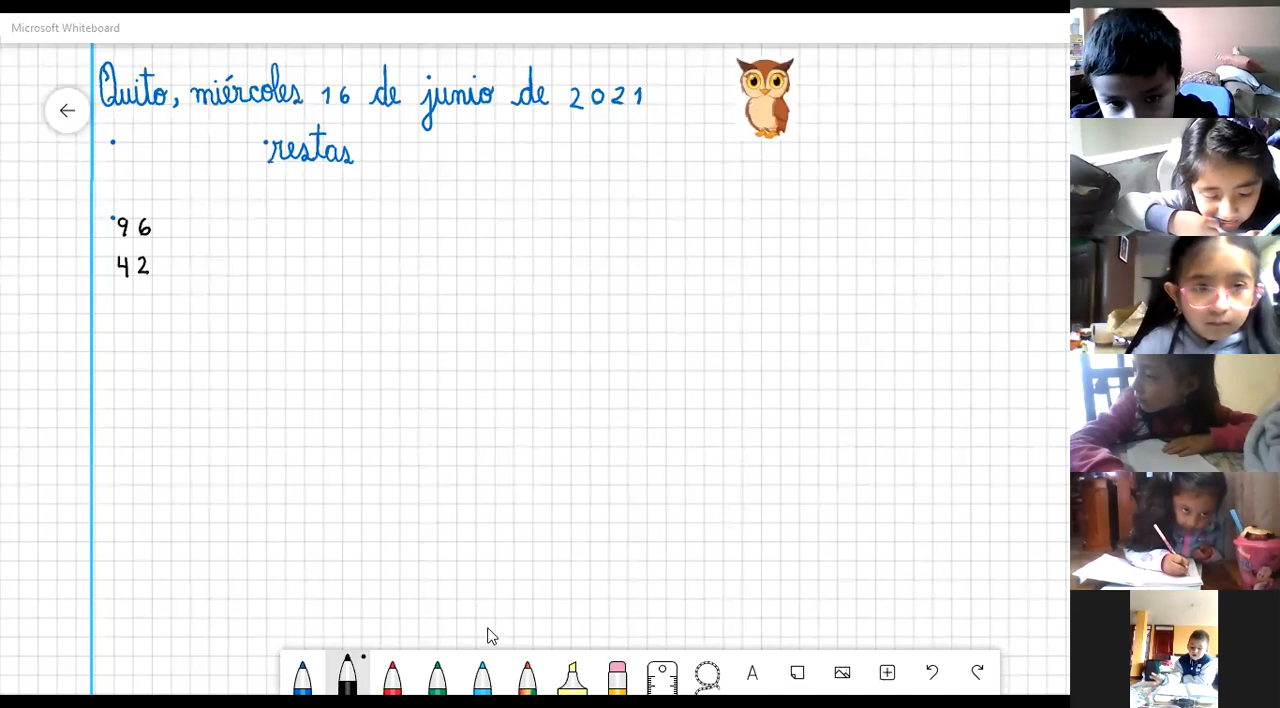 Microsoft Whiteboard
Quito, miércoles 16 de junio de 2021
restas
96
42
A